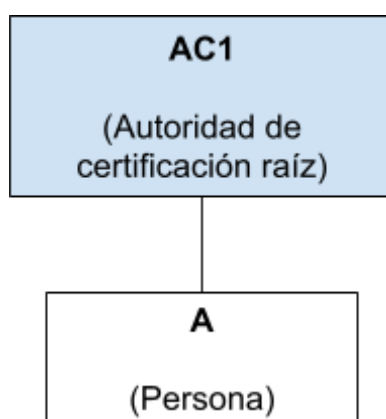 AC1
(Autoridad de
certificación raíz)
A
(Persona)